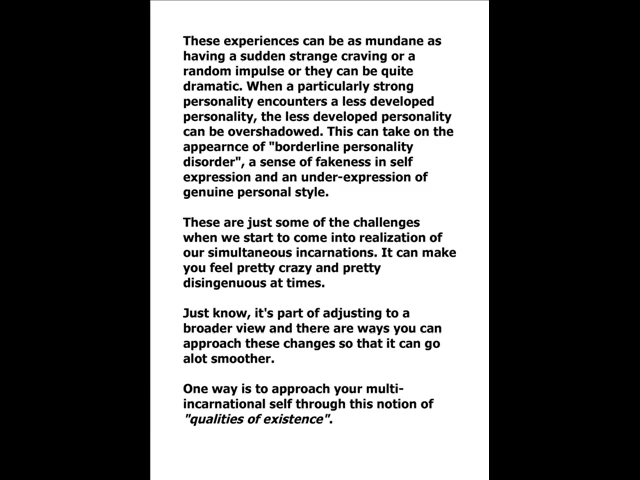 These experiences can be as mundane as
having a sudden strange craving or a
random impulse or they can be quite
dramatic. When a particularly strong
personality encounters a less developed
personality, the less developed personality
can be overshadowed. This can take on the
appearnce of "borderline personality
disorder", a sense of fakeness in self
expression and an under-expression of
genuine personal style.
These are just some of the challenges
when we start to come into realization of
our simultaneous incarnations. It can make
you feel pretty crazy and pretty
disingenuous at times.
Just know, it's part of adjusting to a
broader view and there are ways you can
approach these changes so that it can go
alot smoother.
One way is to approach your multi-
incarnational self through this notion of
"qualities of existence".